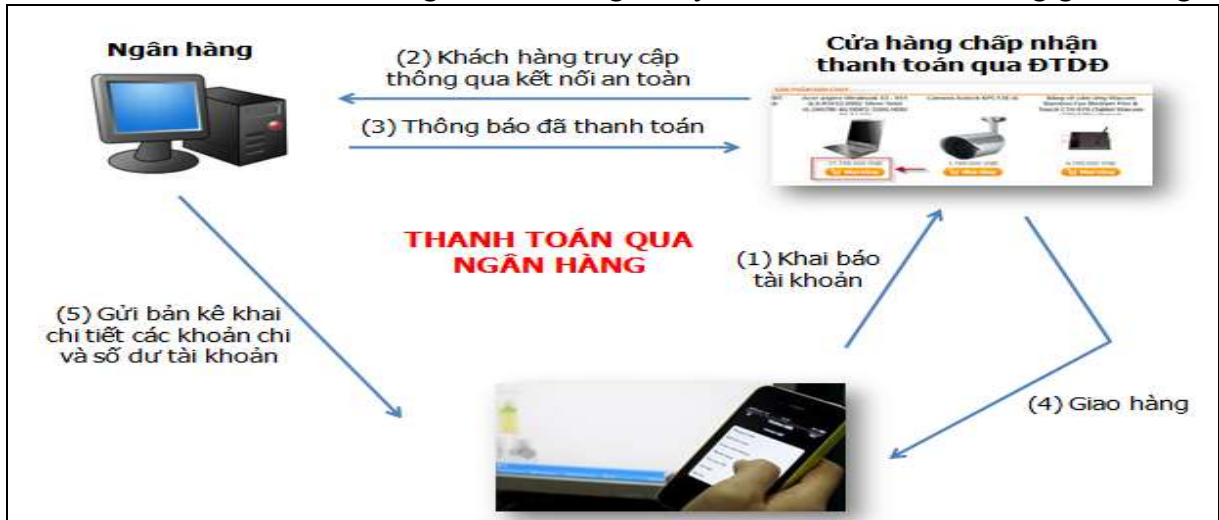 Ngân hàng
(2) Khách hàng truy cập
thông qua kết nối an toàn
(3) Thông báo đã thanh toán
Cửa hàng chấp nhận
thanh toán qua ĐTDĐ
THANH TOÁN QUA
NGÂN HÀNG
(1) Khai báo
tài khoản
(5) Gửi bản kê khai
chi tiết các khoản chi
và số dư tài khoản
(4) Giao hàng